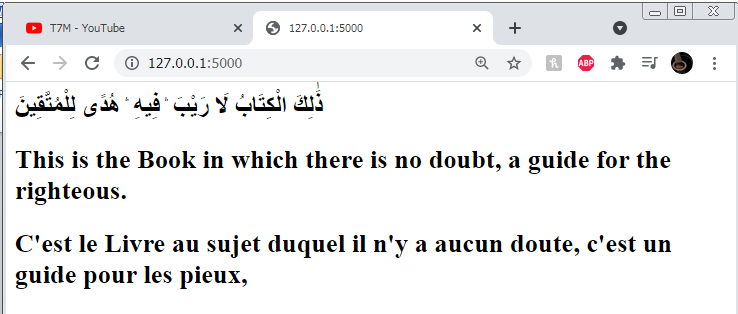 T7M - YouTube
127.0.0.1:5000
127.0.0.1:5000
ABP
ذَٰلِكَ الْكِتَابُ لَا رَيْبَ ۛ فِيهِ ۛ هُدًى لِلْمُتَّقِينَ
This is the Book in which there is no doubt, a guide for the
righteous.
C'est le Livre au sujet duquel il n'y a aucun doute, c'est un
guide pour les pieux,